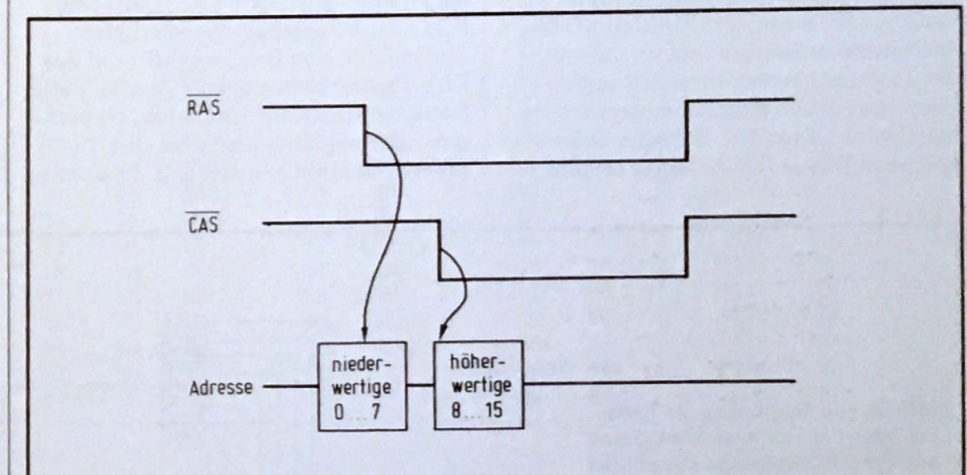 RAS
CAS
Adresse
nieder-
wertige
0...7
höher-
wertige
8...15